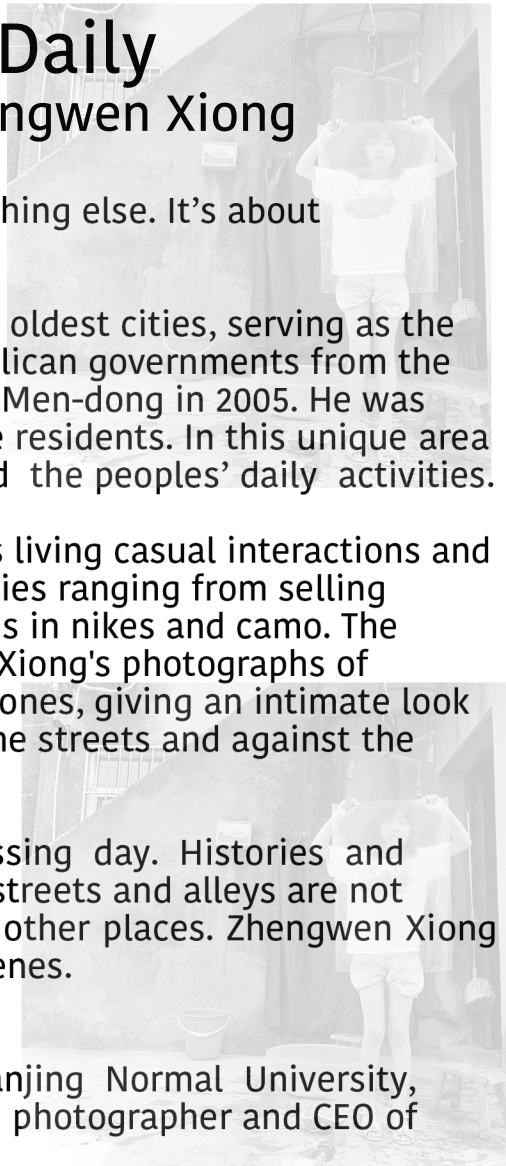 Daily
ngwen Xiong
hing else. It’s about
oldest cities, serving as the
lican governments from the
Men-dong in 2005. He was
e residents. In this unique area
d the peoples’ daily activities.
s living casual interactions and
ies ranging from selling
s in nikes and camo. The
Xiong's photographs of
ones, giving an intimate look
ne streets and against the
ssing day. Histories and
streets and alleys are not
other places. Zhengwen Xiong
enes.
anjing Normal University,
photographer and CEO of